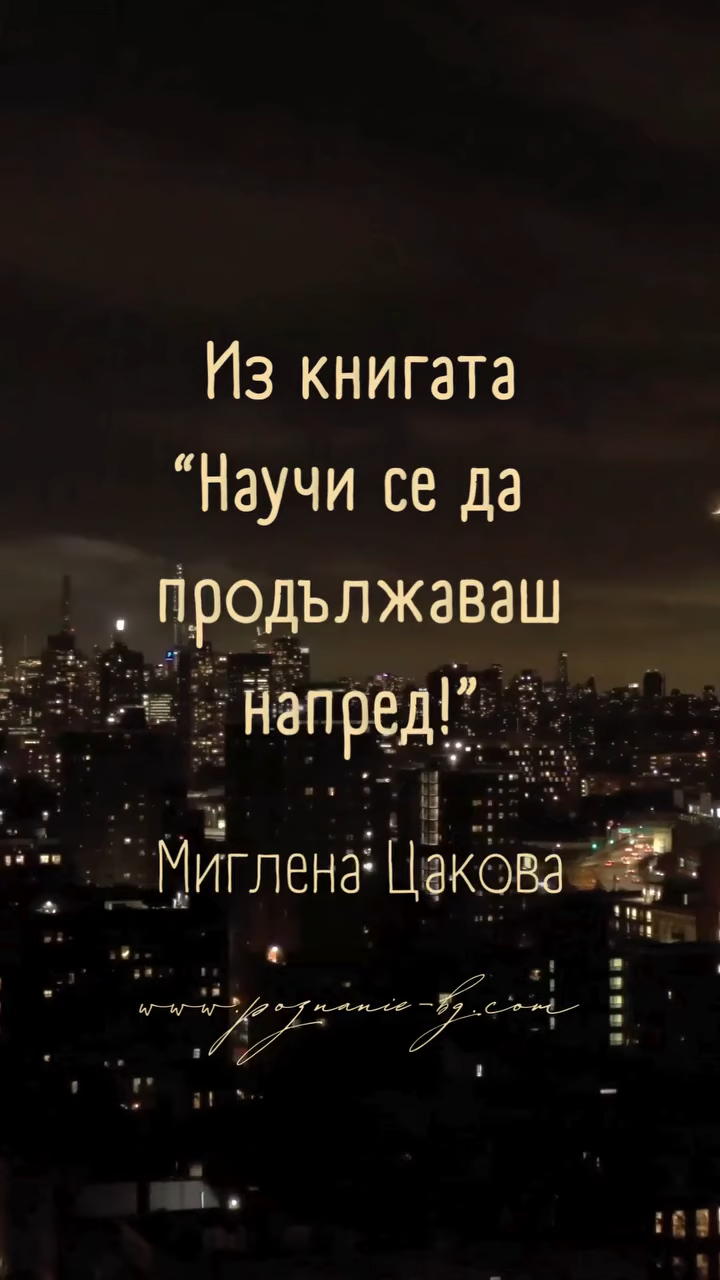 Из книгата
“Научи се да
продължаваш
напред!”
Миглена Цакова
www.poznanie-bg.com